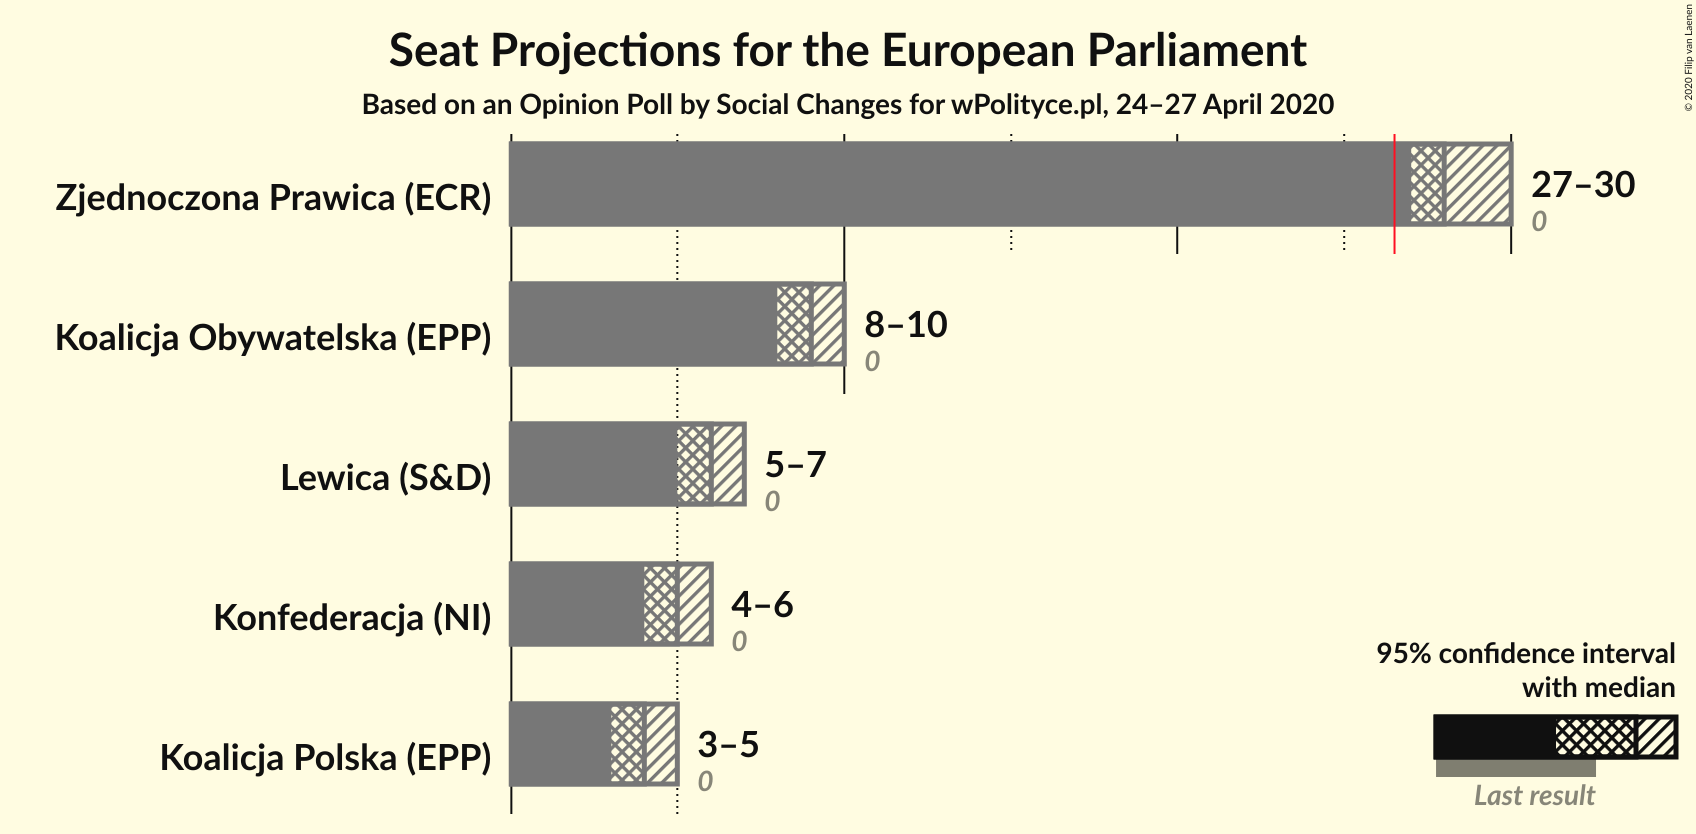 Seat Projections for the European Parliament
Based on an Opinion Poll by Social Changes for wPolityce.pl, 24–27 April 2020
© 2020 Filip van Laenen
Zjednoczona Prawica (ECR)
27–30
0
Koalicja Obywatelska (EPP)
8–10
0
Lewica (S&D)
5–7
0
Konfederacja (NI)
4–6
0
Koalicja Polska (EPP)
3–5
0
95% confidence interval
with median
Last result